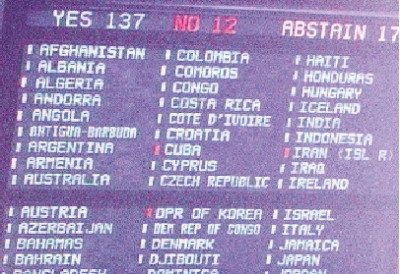 YES 137 NO 12 ABSTAIN 17
AFGHANISTAN COLOMBIA HAITI
ALBANIA COMOROS HONDURAS
ALGERIA CONGO HUNGARY
ANDORRA COSTA RICA ICELAND
ANGOLA COTE D'IVOIRE INDIA
ANTIGUA-BARBUDA CROATIA INDONESIA
ARGENTINA CUBA IRAN (ISL R)
ARMENIA CYPRUS IRAQ
AUSTRALIA CZECH REPUBLIC IRELAND
AUSTRIA DPR OF KOREA ISRAEL
AZERBAIJAN DEM REP OF CONGO ITALY
BAHAMAS DENMARK JAMAICA
BAHRAIN DJIBOUTI JAPAN
BANGLADESH DOMINICA